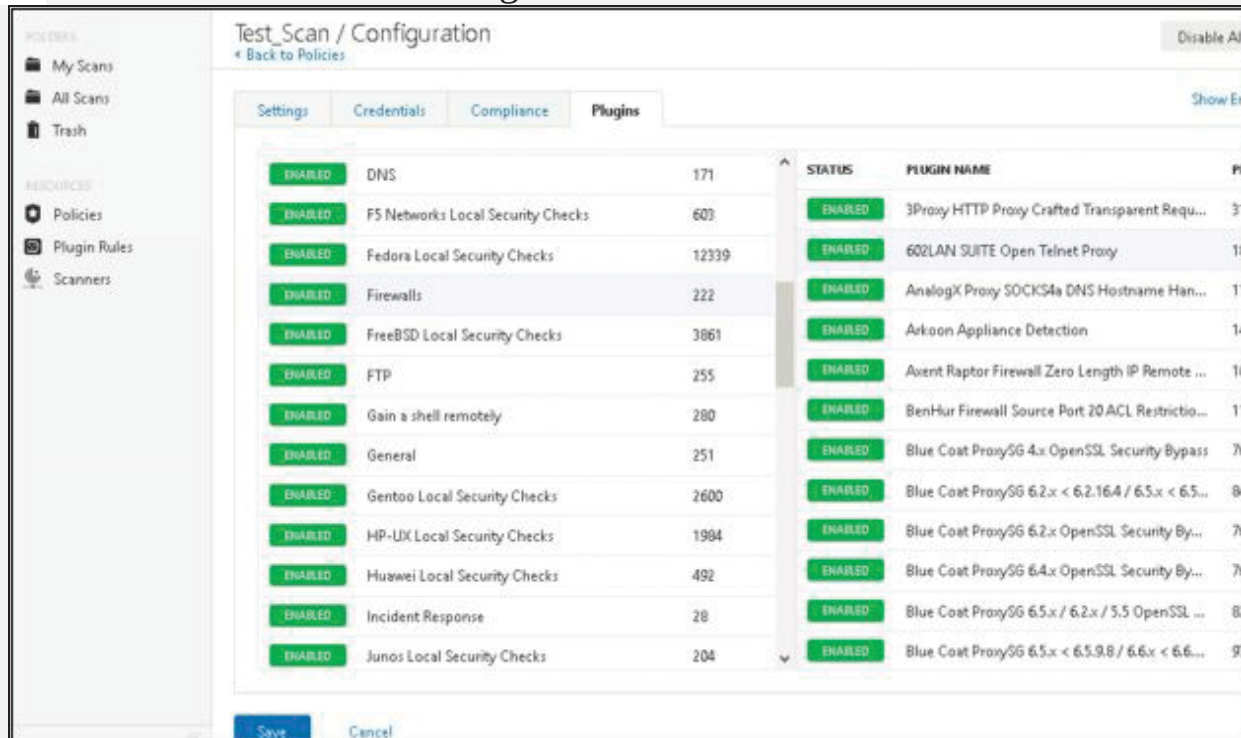 FOLDERS
My Scans
All Scans
Trash
RESOURCES
Policies
Plugin Rules
Scanners
Test_Scan / Configuration
Back to Policies
Disable Al
Settings Credentials Compliance Plugins
Show En
ENABLED DNS 171
ENABLED F5 Networks Local Security Checks 603
ENABLED Fedora Local Security Checks 12339
ENABLED Firewalls 222
ENABLED FreeBSD Local Security Checks 3861
ENABLED FTP 255
ENABLED Gain a shell remotely 280
ENABLED General 251
ENABLED Gentoo Local Security Checks 2600
ENABLED HP-UX Local Security Checks 1984
ENABLED Huawei Local Security Checks 492
ENABLED Incident Response 28
ENABLED Junos Local Security Checks 204
STATUS PLUGIN NAME
ENABLED 3Proxy HTTP Proxy Crafted Transparent Requ...
ENABLED 602LAN SUITE Open Telnet Proxy
ENABLED AnalogX Proxy SOCKS4a DNS Hostname Han...
ENABLED Arkoon Appliance Detection
ENABLED Axent Raptor Firewall Zero Length IP Remote ...
ENABLED BenHur Firewall Source Port 20 ACL Restrictio...
ENABLED Blue Coat ProxySG 4.x OpenSSL Security Bypass
ENABLED Blue Coat ProxySG 6.2.x < 6.2.16.4 / 6.5.x < 6.5...
ENABLED Blue Coat ProxySG 6.2.x OpenSSL Security By...
ENABLED Blue Coat ProxySG 6.4.x OpenSSL Security By...
ENABLED Blue Coat ProxySG 6.5.x / 6.2.x / 5.5 OpenSSL ...
ENABLED Blue Coat ProxySG 6.5.x < 6.5.9.8 / 6.6.x < 6.6...
Save Cancel